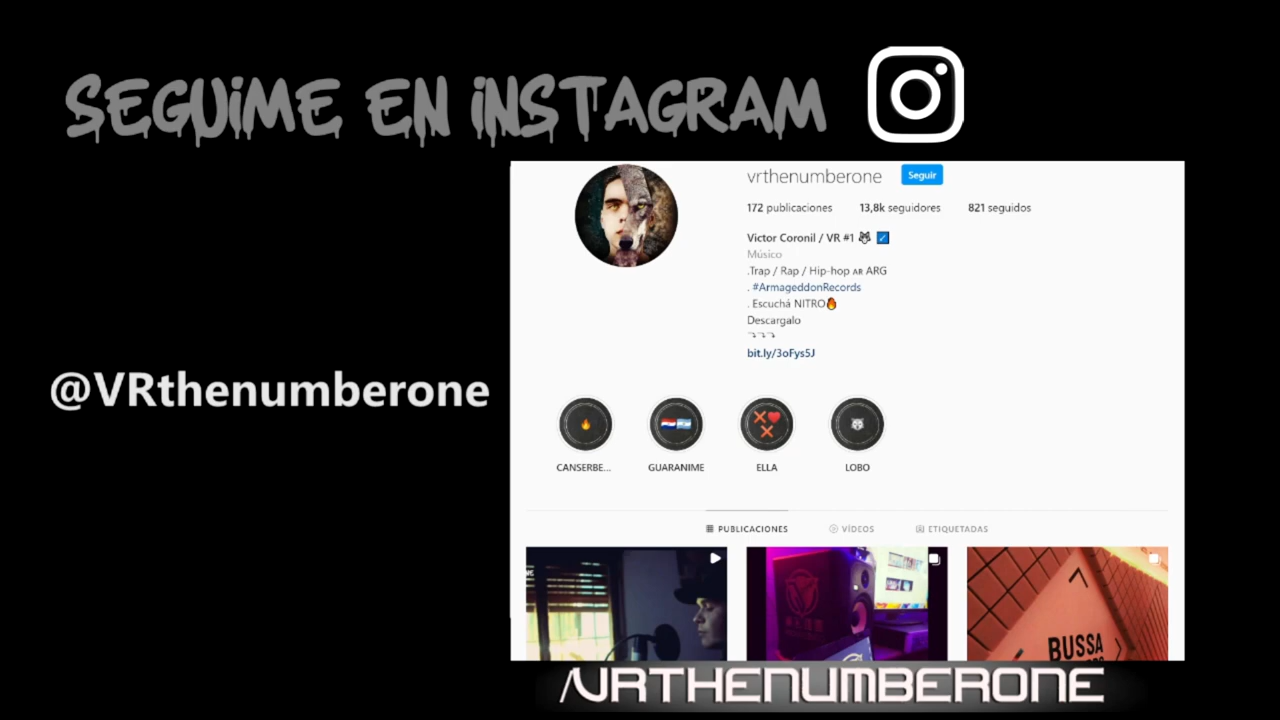 SEGUiME EN iNSTAGRAM
vrthenumberone Seguir
172 publicaciones 13,8k seguidores 821 seguidos
Victor Coronil / VR #1
Músico
.Trap / Rap / Hip-hop AR ARG
. #ArmageddonRecords
. Escuchá NITRO
Descargalo
bit.ly/3oFys5J
@VRthenumberone
CANSERBE... GUARANIME ELLA LOBO
PUBLICACIONES VÍDEOS ETIQUETADAS
BUSSA
VRTHENUMBERONE